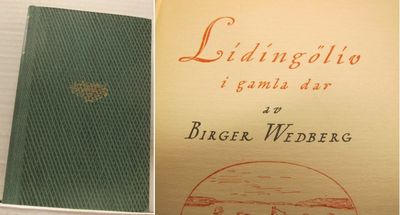 Lidingöliv
i gamla dar
av
BIRGER WEDBERG